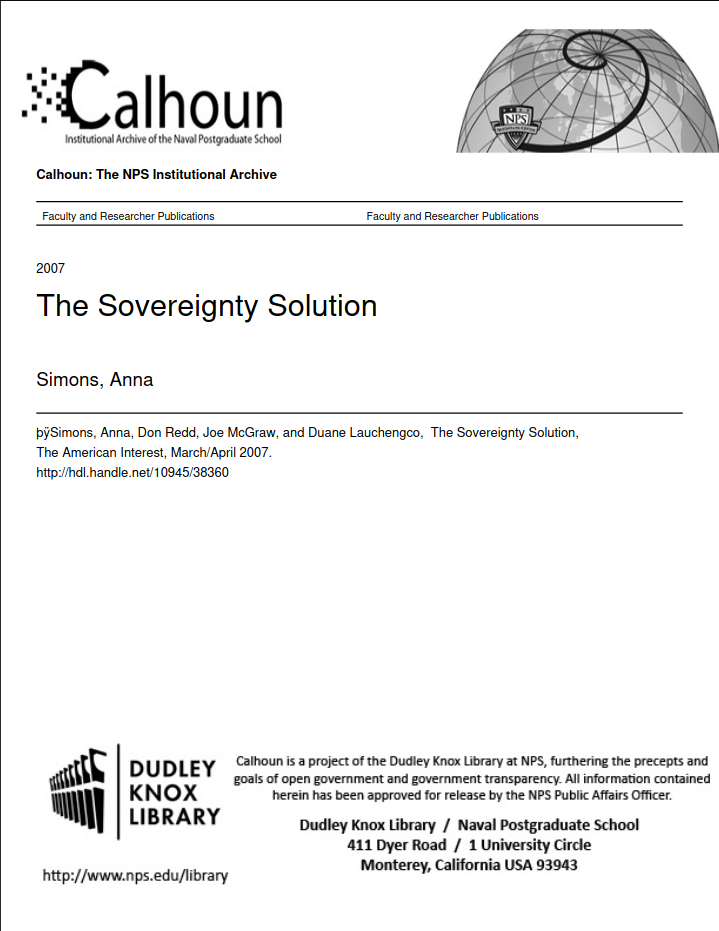 Calhoun
Institutional Archive of the Naval Postgraduate School
NPS
Calhoun: The NPS Institutional Archive
Faculty and Researcher Publications Faculty and Researcher Publications
2007
The Sovereignty Solution
Simons, Anna
þÿSimons, Anna, Don Redd, Joe McGraw, and Duane Lauchengco, The Sovereignty Solution,
The American Interest, March/April 2007.
http://hdl.handle.net/10945/38360
DUDLEY
KNOX
LIBRARY
http://www.nps.edu/library
Calhoun is a project of the Dudley Knox Library at NPS, furthering the precepts and
goals of open government and government transparency. All information contained
herein has been approved for release by the NPS Public Affairs Officer.
Dudley Knox Library / Naval Postgraduate School
411 Dyer Road / 1 University Circle
Monterey, California USA 93943